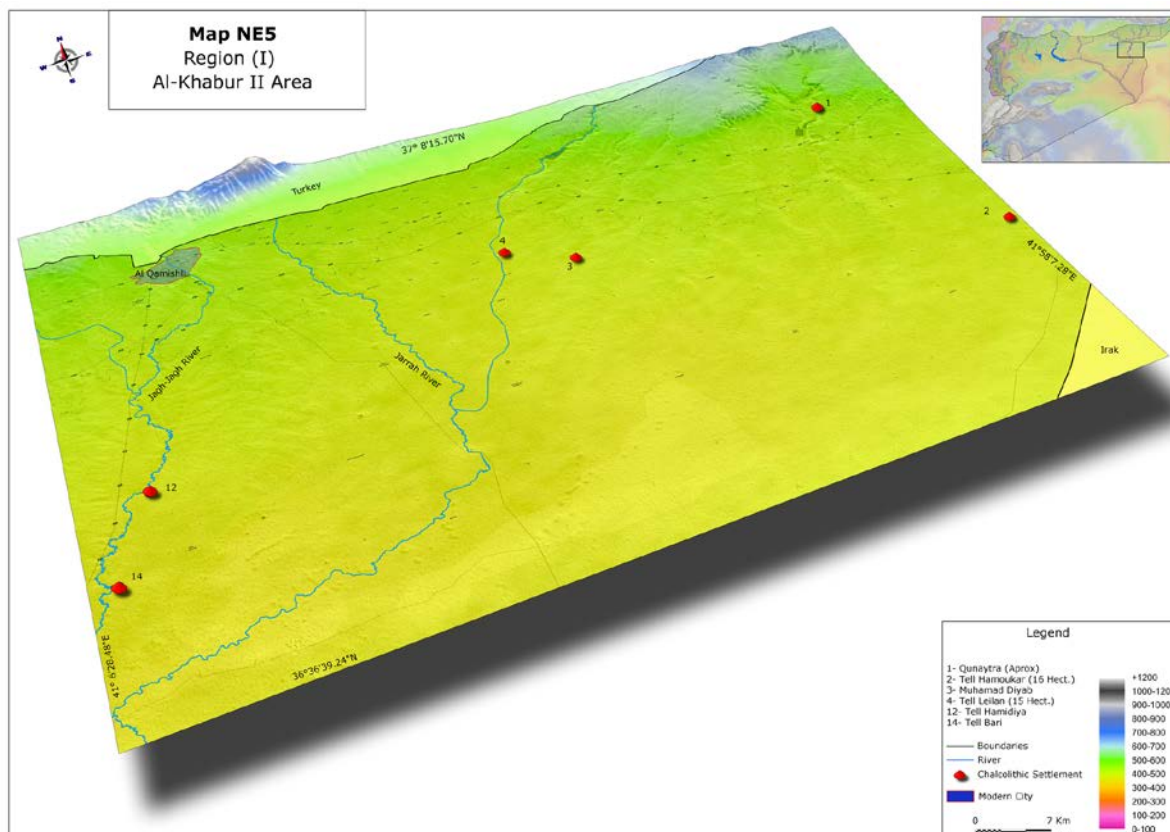 Map NE5
Region (I)
Al-Khabur II Area
37° 8'15.70"N
Turkey
1
2
41°58'7.28"E
4
3
Al Qamishli
Irak
Jagh-Jagh River
Jarrah River
12
14
41° 5'28.48"E
36°36'39.24"N
Legend
1- Qunaytra (Aprox)
2- Tell Hamoukar (16 Hect.)
3- Muhamad Diyab
4- Tell Leilan (15 Hect.)
12- Tell Hamidiya
14- Tell Bari
Boundaries
River
Chalcolithic Settlement
Modern City
0 7 Km
+1200
1000-120
900-1000
800-900
700-800
600-700
500-600
400-500
300-400
200-300
100-200
0-100